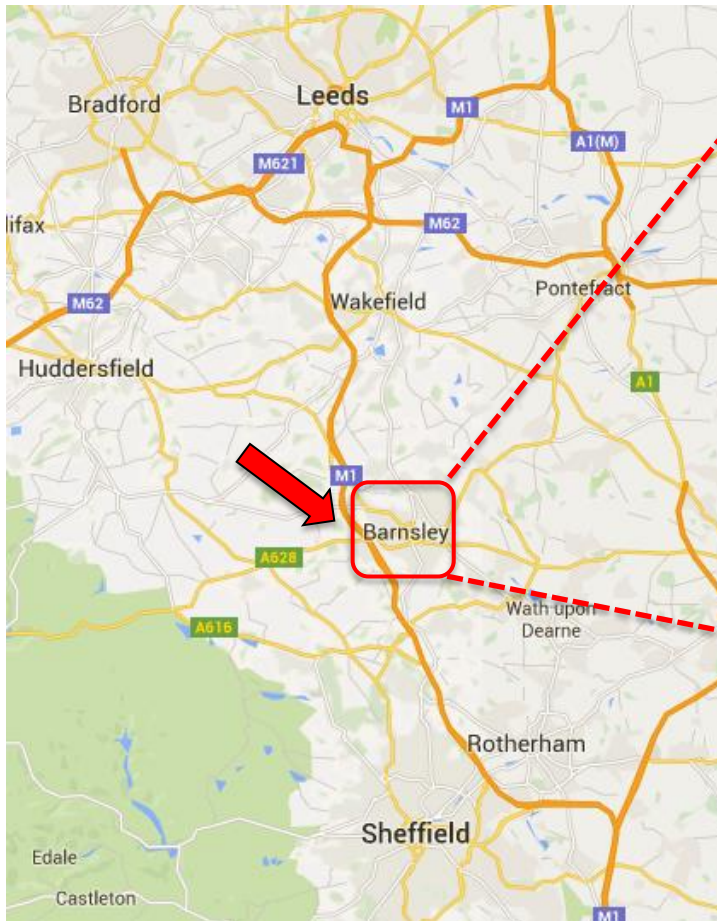 Leeds
Bradford
M1
A1(M)
M621
lifax
M62
Pontefract
Wakefield
M62
Huddersfield
A1
M1
Barnsley
A628
Wath upon
Dearne
A616
Rotherham
Sheffield
Edale
Castleton
M1